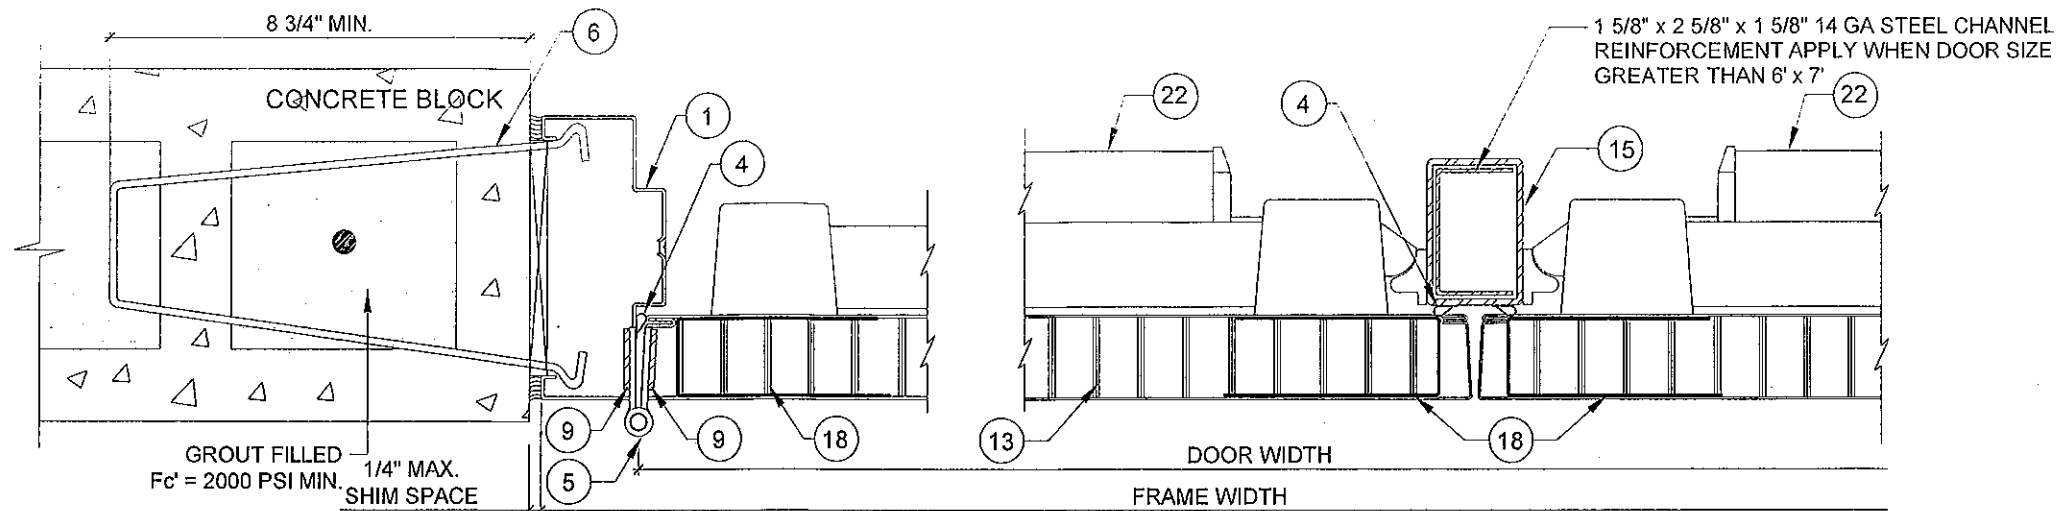 8 3/4" MIN.
6
CONCRETE BLOCK
1
4
22
1 5/8" x 2 5/8" x 1 5/8" 14 GA STEEL CHANNEL
REINFORCEMENT APPLY WHEN DOOR SIZE
GREATER THAN 6' x 7'
4
22
15
GROUT FILLED
Fc' = 2000 PSI MIN.
1/4" MAX.
SHIM SPACE
9
9
5
18
13
18
DOOR WIDTH
FRAME WIDTH